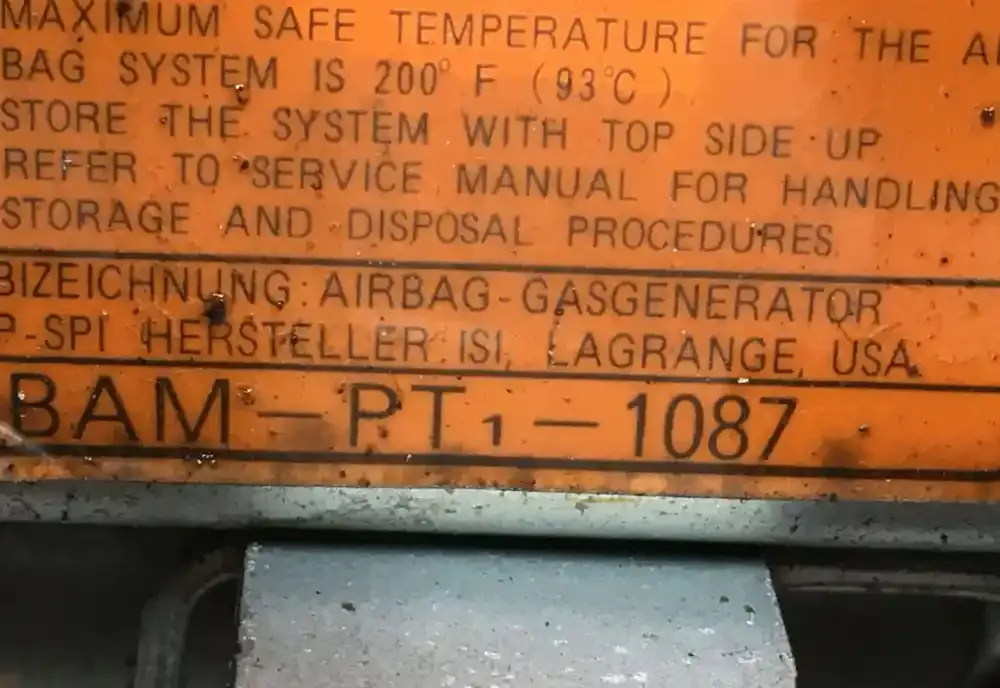 MAXIMUM SAFE TEMPERATURE FOR THE AI
BAG SYSTEM IS 200° F (93°C)
STORE THE SYSTEM WITH TOP SIDE UP
REFER TO SERVICE MANUAL FOR HANDLING
STORAGE AND DISPOSAL PROCEDURES.
BIZEICHNUNG: AIRBAG-GASGENERATOR
P-SPI HERSTELLER: ISI, LAGRANGE, USA.
BAM-PT1-1087